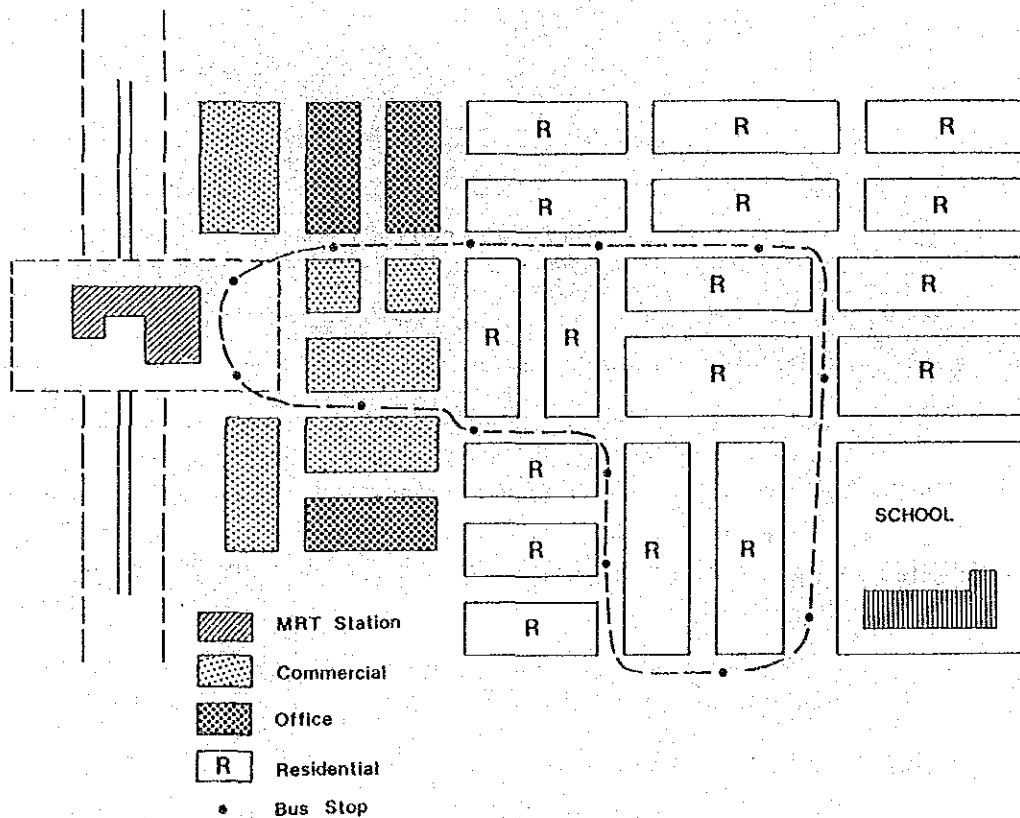 R R R
R R R
R R
R R
R R
R
SCHOOL
R R R
R
MRT Station
Commercial
Office
R Residential
Bus Stop